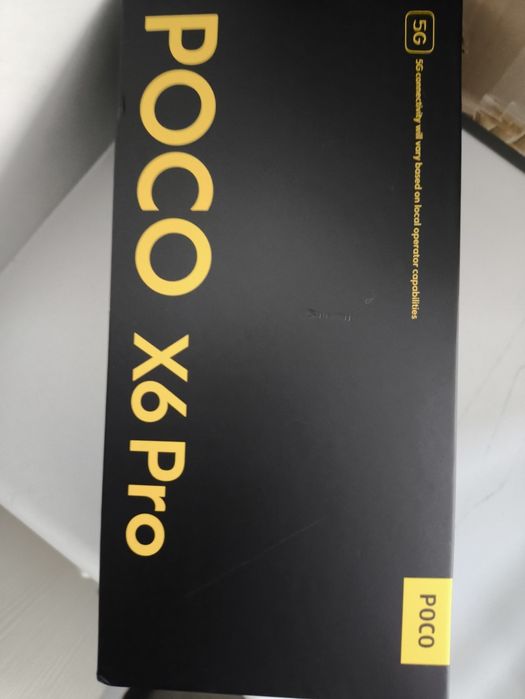 5G
5G connectivity will vary based on local operator capabilities
POCO X6 Pro
POCO